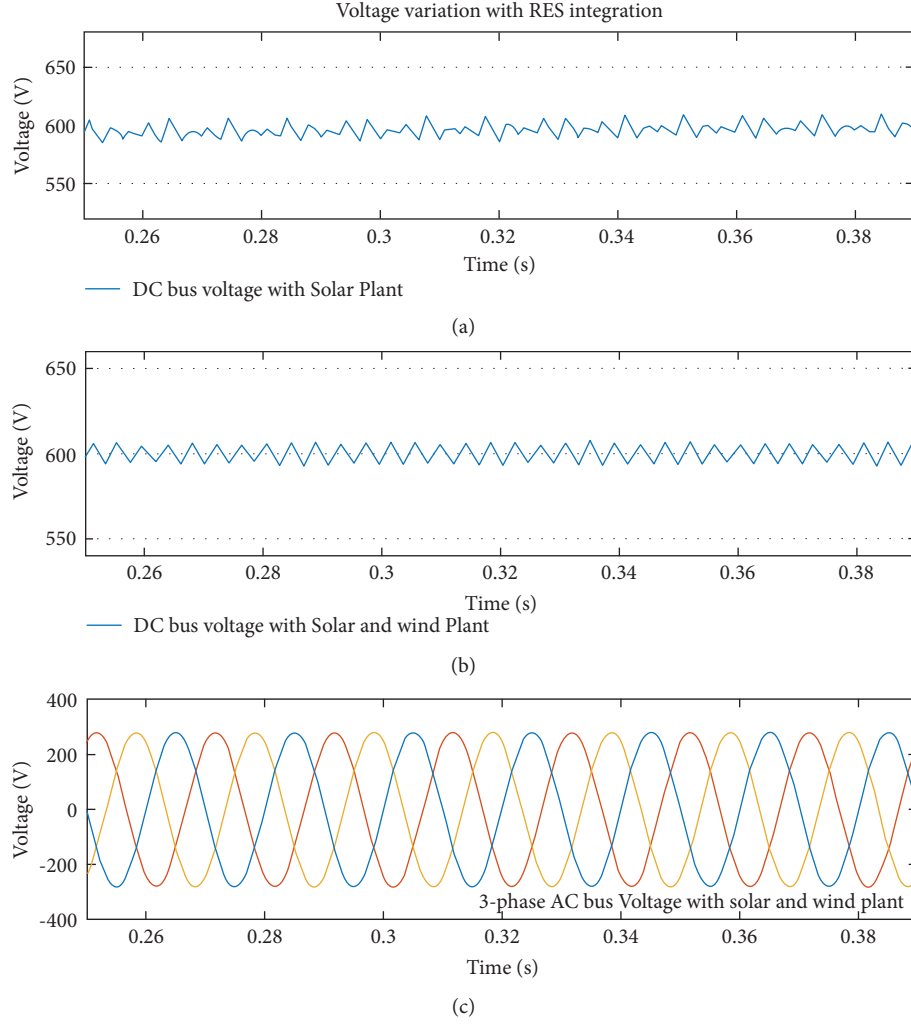 Voltage variation with RES integration
650
600
550
Voltage (V)
0.26 0.28 0.3 0.32 0.34 0.36 0.38
Time (s)
DC bus voltage with Solar Plant
(a)
650
600
550
Voltage (V)
0.26 0.28 0.3 0.32 0.34 0.36 0.38
Time (s)
DC bus voltage with Solar and wind Plant
(b)
400
200
0
-200
-400
Voltage (V)
3-phase AC bus Voltage with solar and wind plant
0.26 0.28 0.3 0.32 0.34 0.36 0.38
Time (s)
(c)